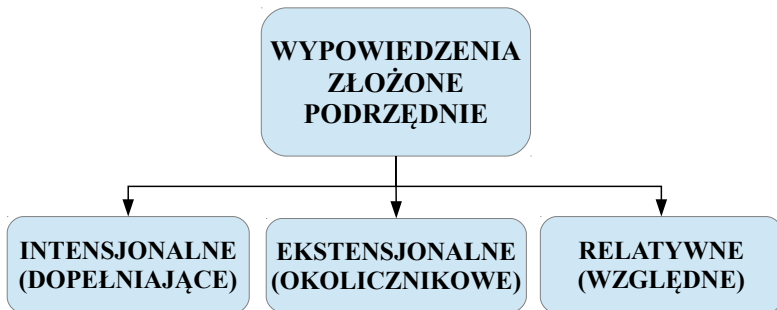 WYPOWIEDZENIA
ZŁOŻONE
PODRZĘDNIE
INTENSJONALNE
(DOPEŁNIAJĄCE)
EKSTENSJONALNE
(OKOLICZNIKOWE)
RELATYWNE
(WZGLĘDNE)